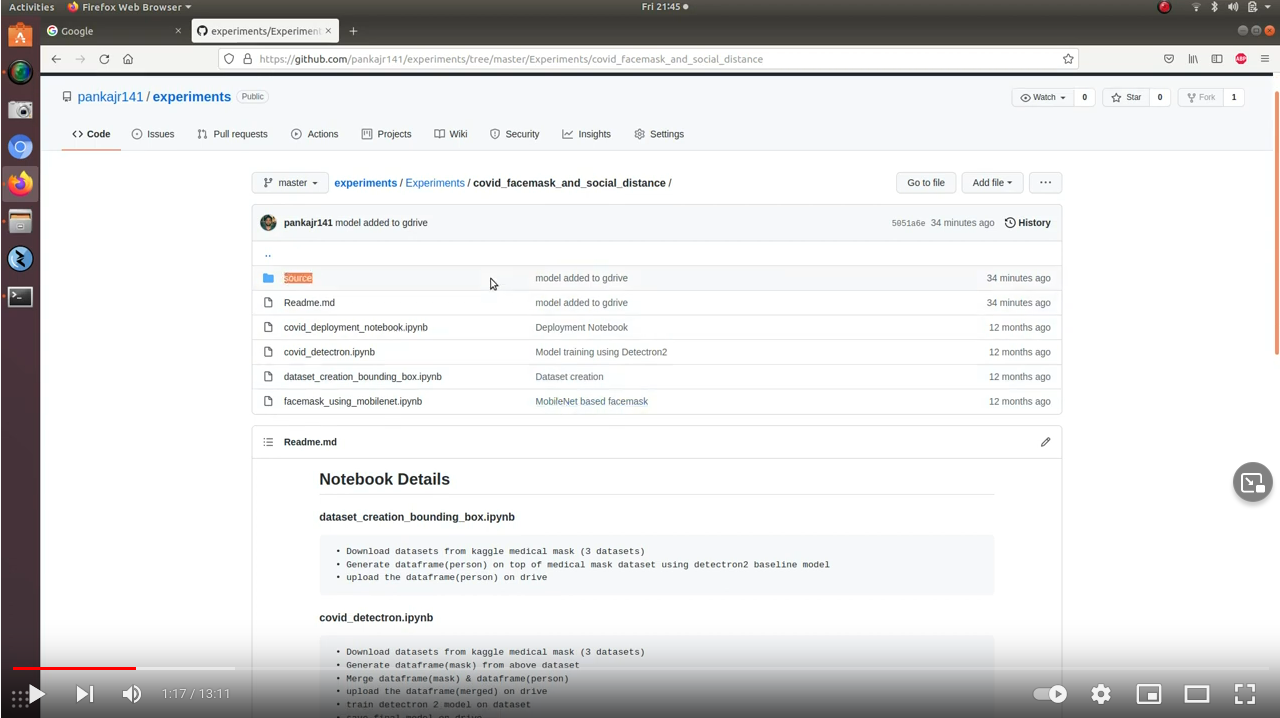 Activities Firefox Web Browser Fri 21:45
Google experiments/Experiment
https://github.com/pankajr141/experiments/tree/master/Experiments/covid_facemask_and_social_distance ABP
pankajr141 / experiments Public Watch 0 Star 0 Fork 1
<> Code Issues Pull requests Actions Projects Wiki Security Insights Settings
master experiments / Experiments / covid_facemask_and_social_distance / Go to file Add file ...
pankajr141 model added to gdrive 5051a6e 34 minutes ago History
..
source model added to gdrive 34 minutes ago
Readme.md model added to gdrive 34 minutes ago
covid_deployment_notebook.ipynb Deployment Notebook 12 months ago
covid_detectron.ipynb Model training using Detectron2 12 months ago
dataset_creation_bounding_box.ipynb Dataset creation 12 months ago
facemask_using_mobilenet.ipynb MobileNet based facemask 12 months ago
Readme.md
Notebook Details
dataset_creation_bounding_box.ipynb
• Download datasets from kaggle medical mask (3 datasets)
• Generate dataframe(person) on top of medical mask dataset using detectron2 baseline model
• upload the dataframe(person) on drive
covid_detectron.ipynb
• Download datasets from kaggle medical mask (3 datasets)
• Generate dataframe(mask) from above dataset
• Merge dataframe(mask) & dataframe(person)
• upload the dataframe(merged) on drive
• train detectron 2 model on dataset
• save final model on drive
1:17 / 13:11